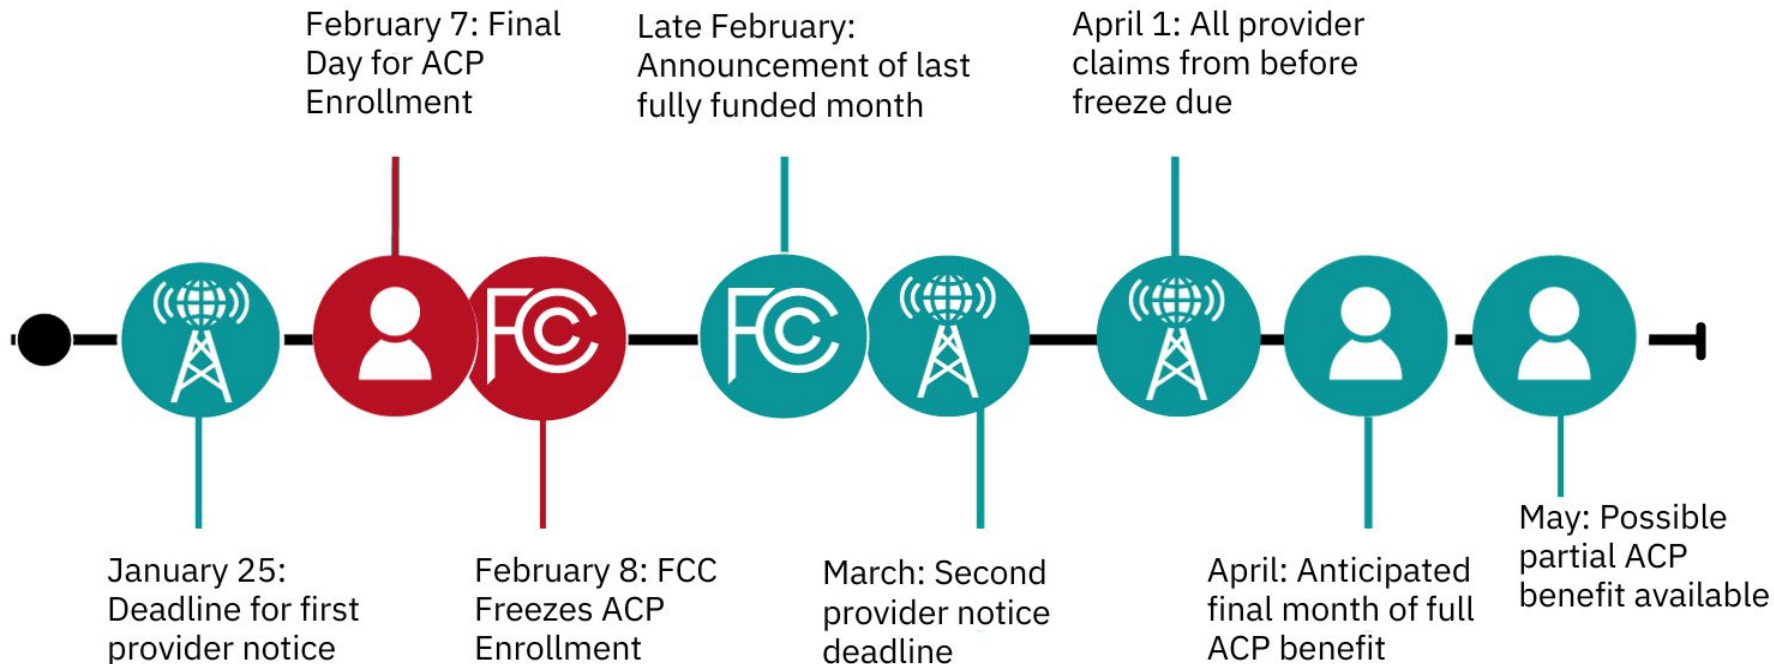 February 7: Final
Day for ACP
Enrollment
Late February:
Announcement of last
fully funded month
April 1: All provider
claims from before
freeze due
FCC
FCC
January 25:
Deadline for first
provider notice
February 8: FCC
Freezes ACP
Enrollment
March: Second
provider notice
deadline
April: Anticipated
final month of full
ACP benefit
May: Possible
partial ACP
benefit available